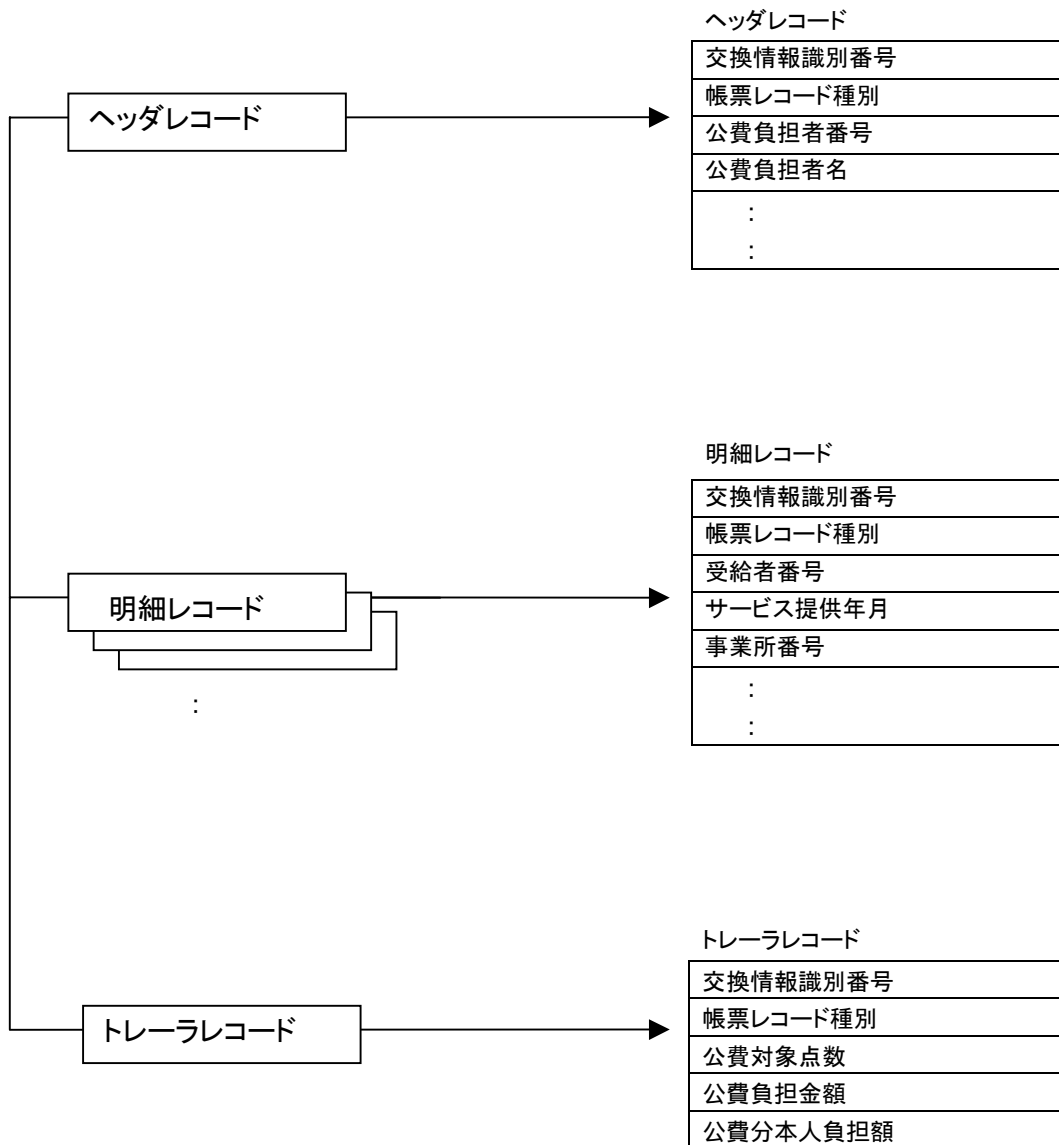 ヘッダレコード
ヘッダレコード
交換情報識別番号
帳票レコード種別
公費負担者番号
公費負担者名
:
:
明細レコード
:
明細レコード
交換情報識別番号
帳票レコード種別
受給者番号
サービス提供年月
事業所番号
:
:
トレーラレコード
トレーラレコード
交換情報識別番号
帳票レコード種別
公費対象点数
公費負担金額
公費分本人負担額